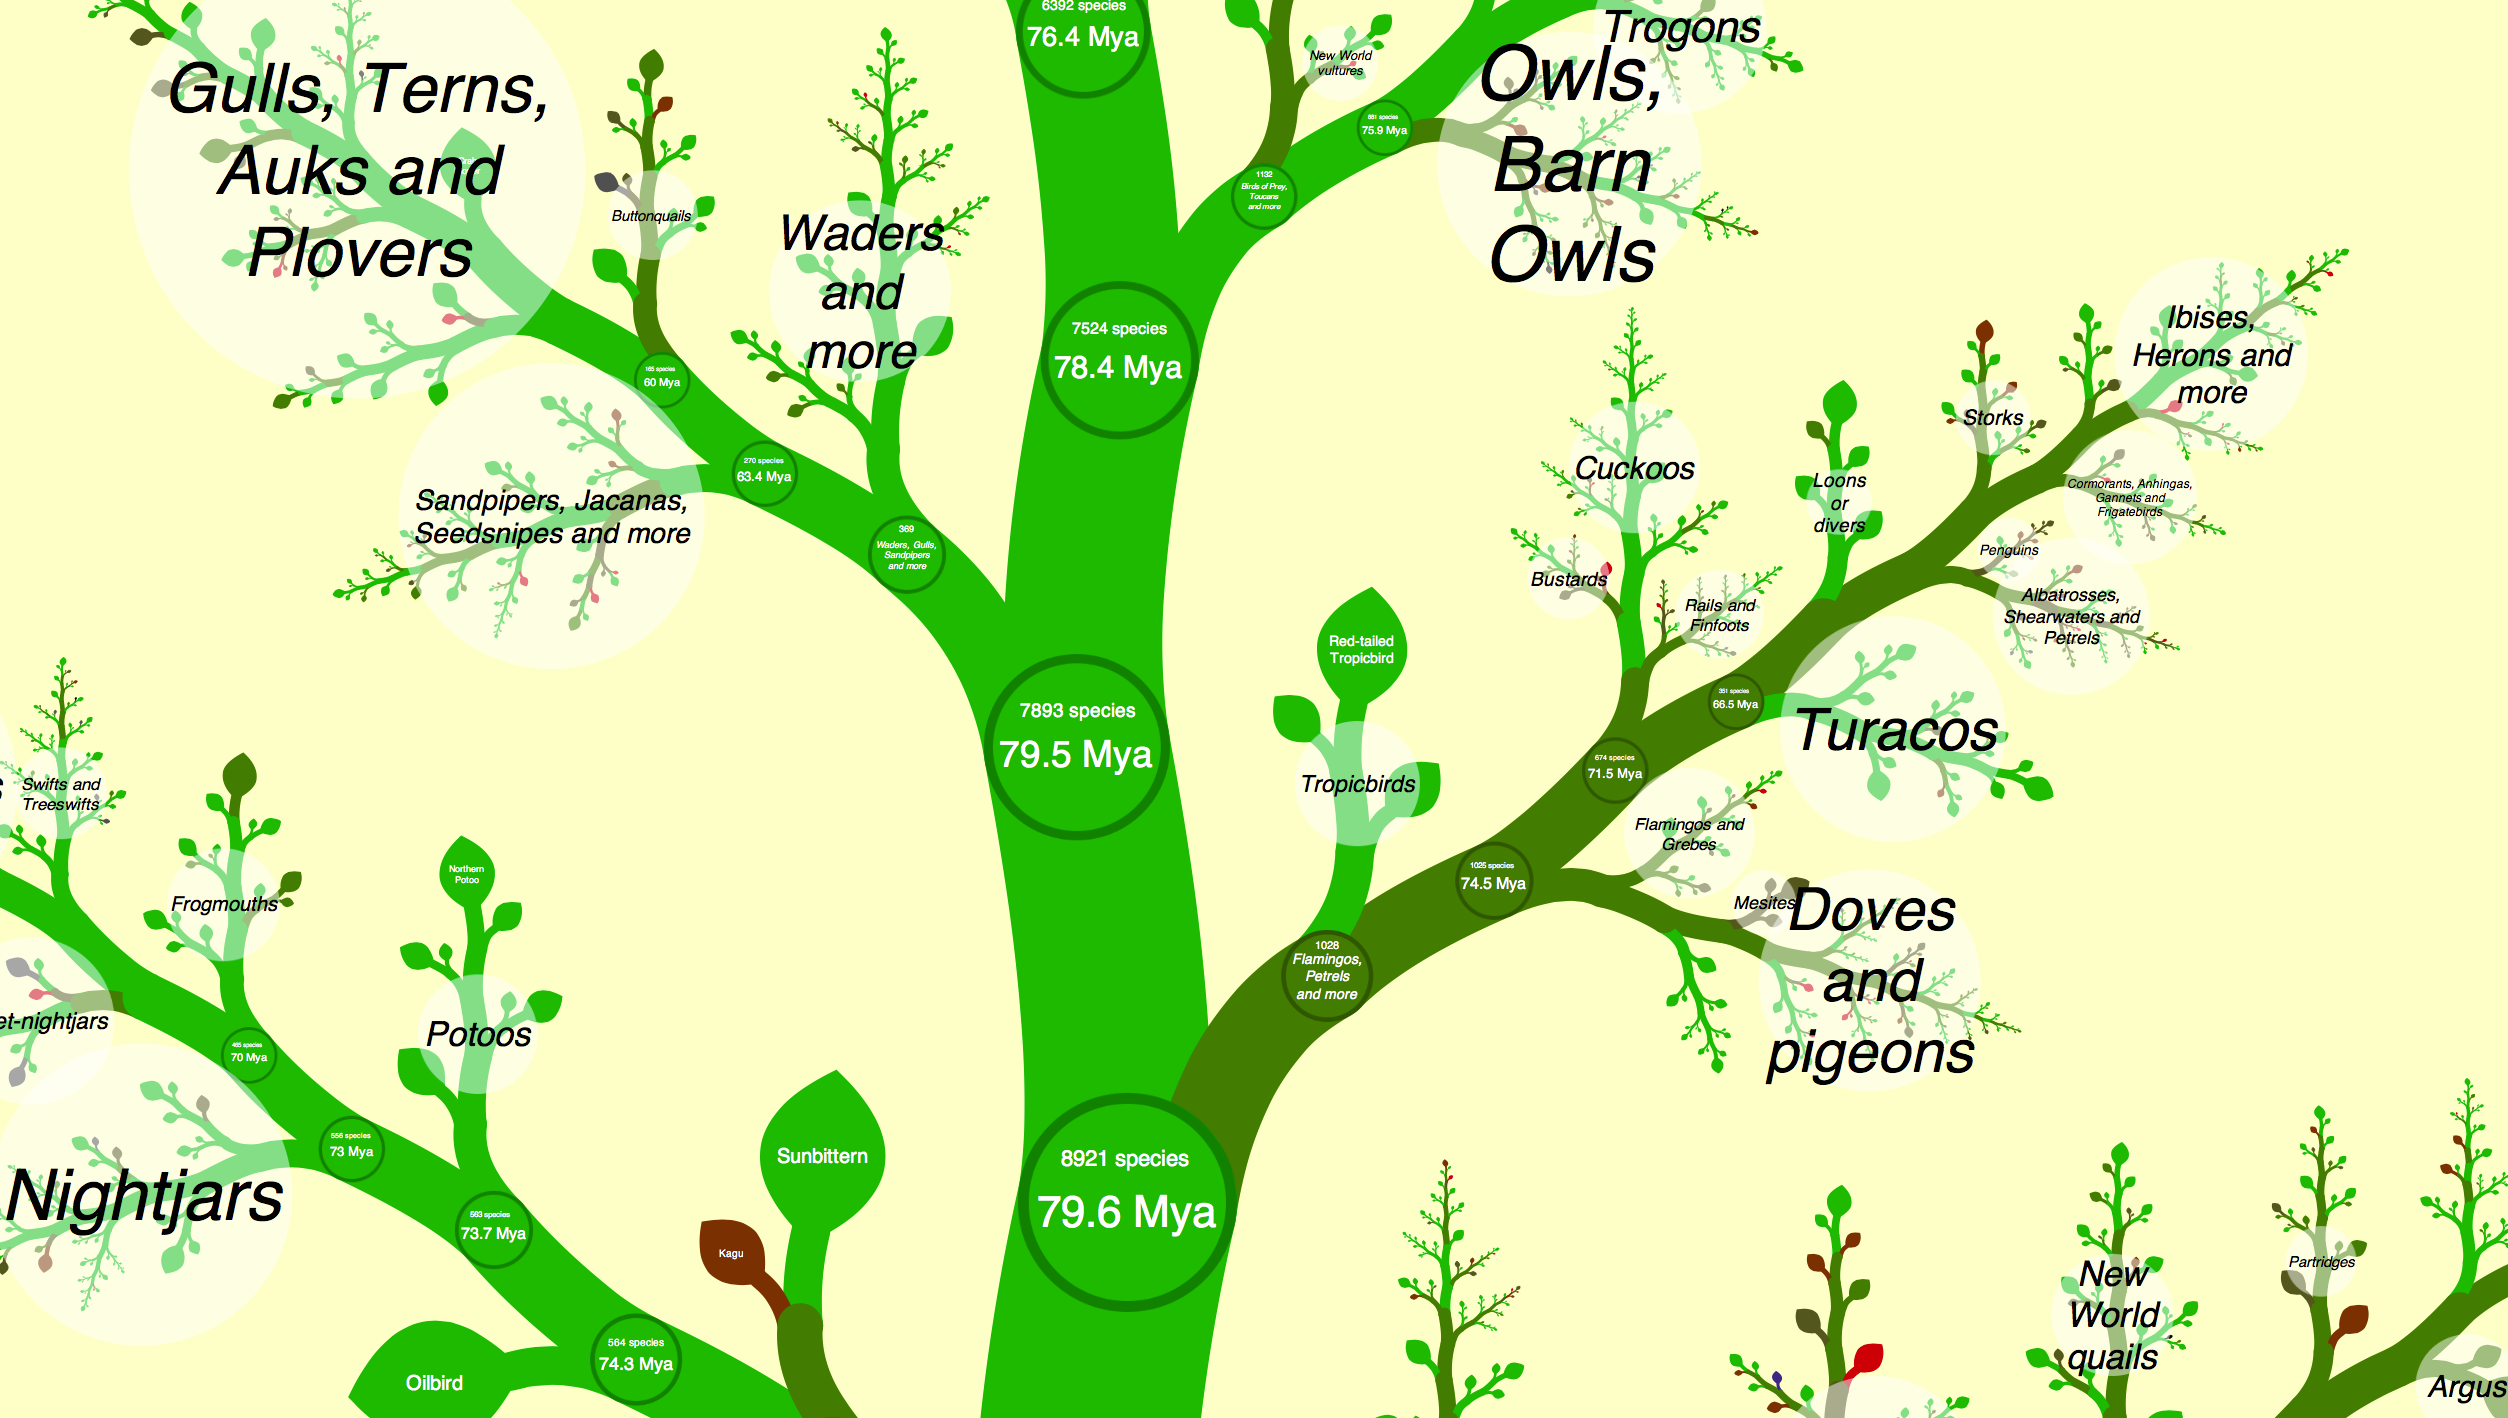 6392 species
76.4 Mya
Trogons
New World
vultures
Owls,
Barn
Owls
Gulls, Terns,
Auks and
Plovers
881 species
75.9 Mya
1132
Birds of Prey,
Toucans
and more
Buttonquails
Waders
and
more
7524 species
78.4 Mya
Ibises,
Herons and
more
165 species
60 Mya
Storks
Cuckoos
270 species
63.4 Mya
Loons
or
divers
Cormorants, Anhingas,
Gannets and
Frigatebirds
Sandpipers, Jacanas,
Seedsnipes and more
369
Waders, Gulls,
Sandpipers
and more
Penguins
Bustards
Rails and
Finfoots
Albatrosses,
Shearwaters and
Petrels
Red-tailed
Tropicbird
351 species
66.5 Mya
7893 species
79.5 Mya
Turacos
674 species
71.5 Mya
Swifts and
Treeswifts
Tropicbirds
Flamingos and
Grebes
1025 species
74.5 Mya
Northern
Potoo
Frogmouths
Mesites
Doves
and
pigeons
1028
Flamingos,
Petrels
and more
et-nightjars
Potoos
465 species
70 Mya
556 species
73 Mya
Sunbittern
8921 species
79.6 Mya
Nightjars
563 species
73.7 Mya
Kagu
Partridges
New
World
quails
564 species
74.3 Mya
Oilbird
Argus